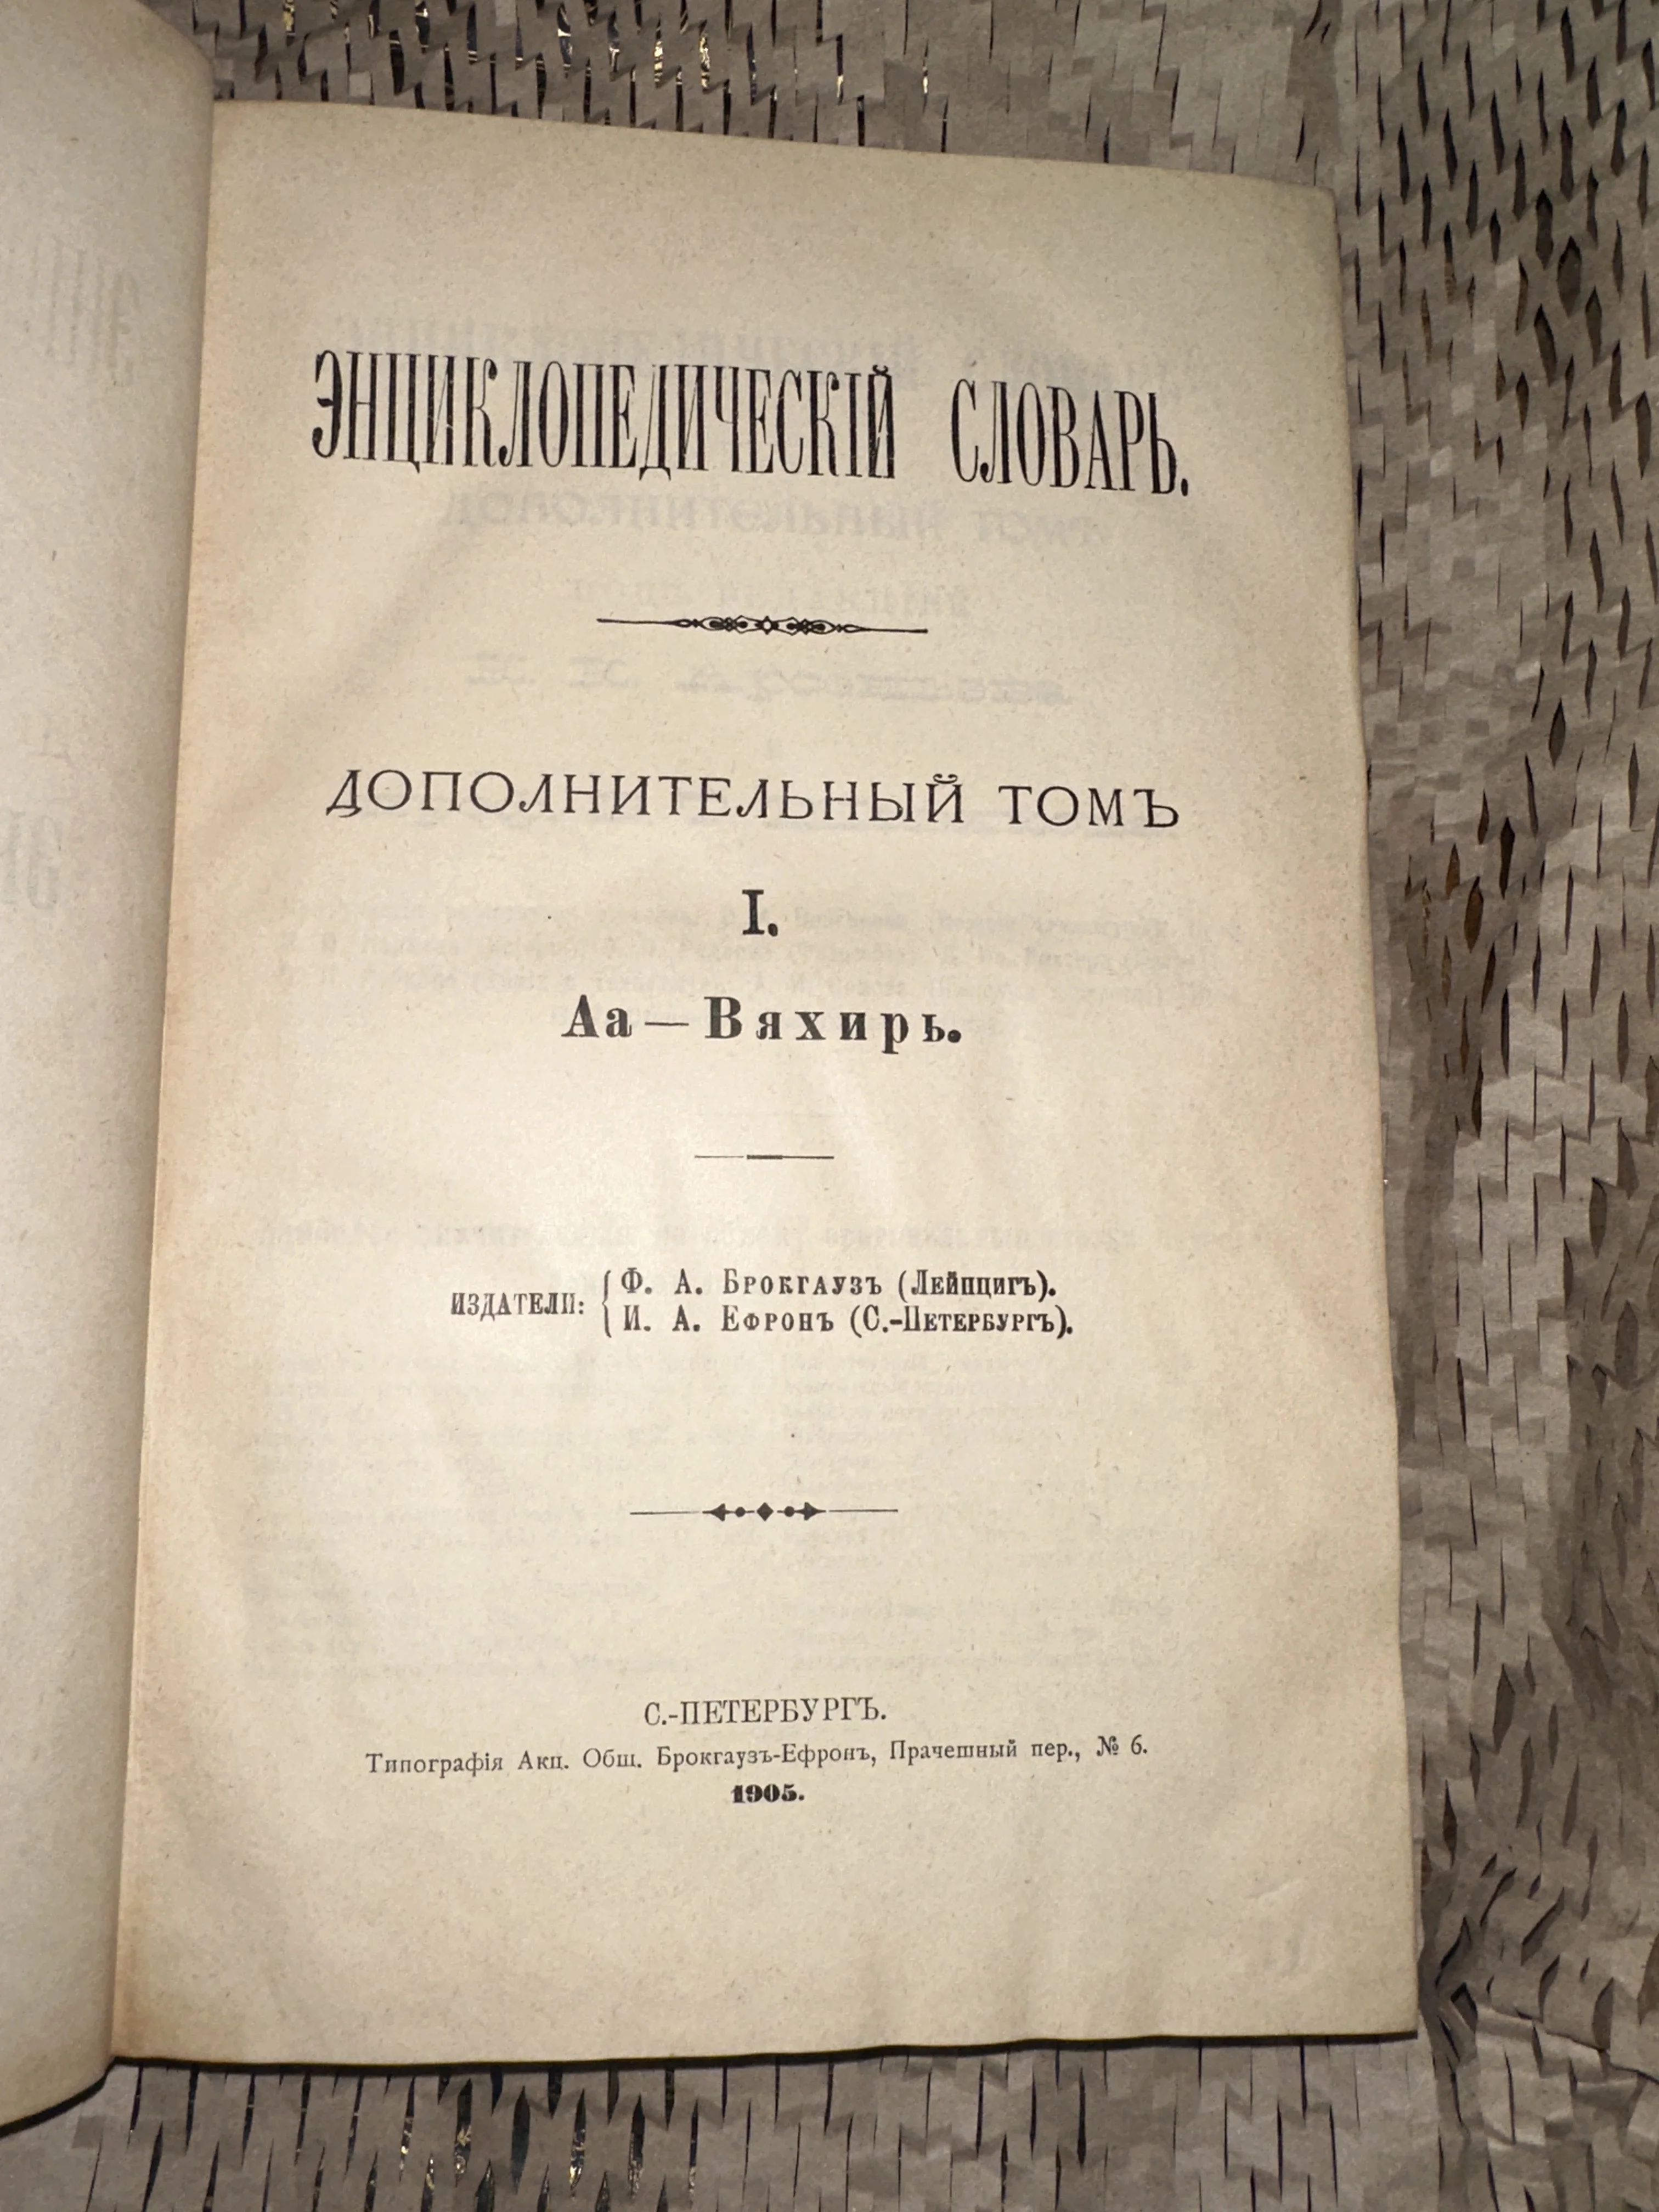 ЭНЦИКЛОПЕДИЧЕСКІЙ СЛОВАРЬ.
ДОПОЛНИТЕЛЬНЫЙ ТОМЪ
I.
Аа — Вяхирь.
ИЗДАТЕЛИ: { Ф. А. БРОКГАУЗЪ (ЛЕЙПЦИГЪ).
И. А. ЕФРОНЪ (С.-ПЕТЕРБУРГЪ).
С.-ПЕТЕРБУРГЪ.
Типографія Акц. Общ. Брокгаузъ-Ефронъ, Прачешный пер., № 6.
1905.